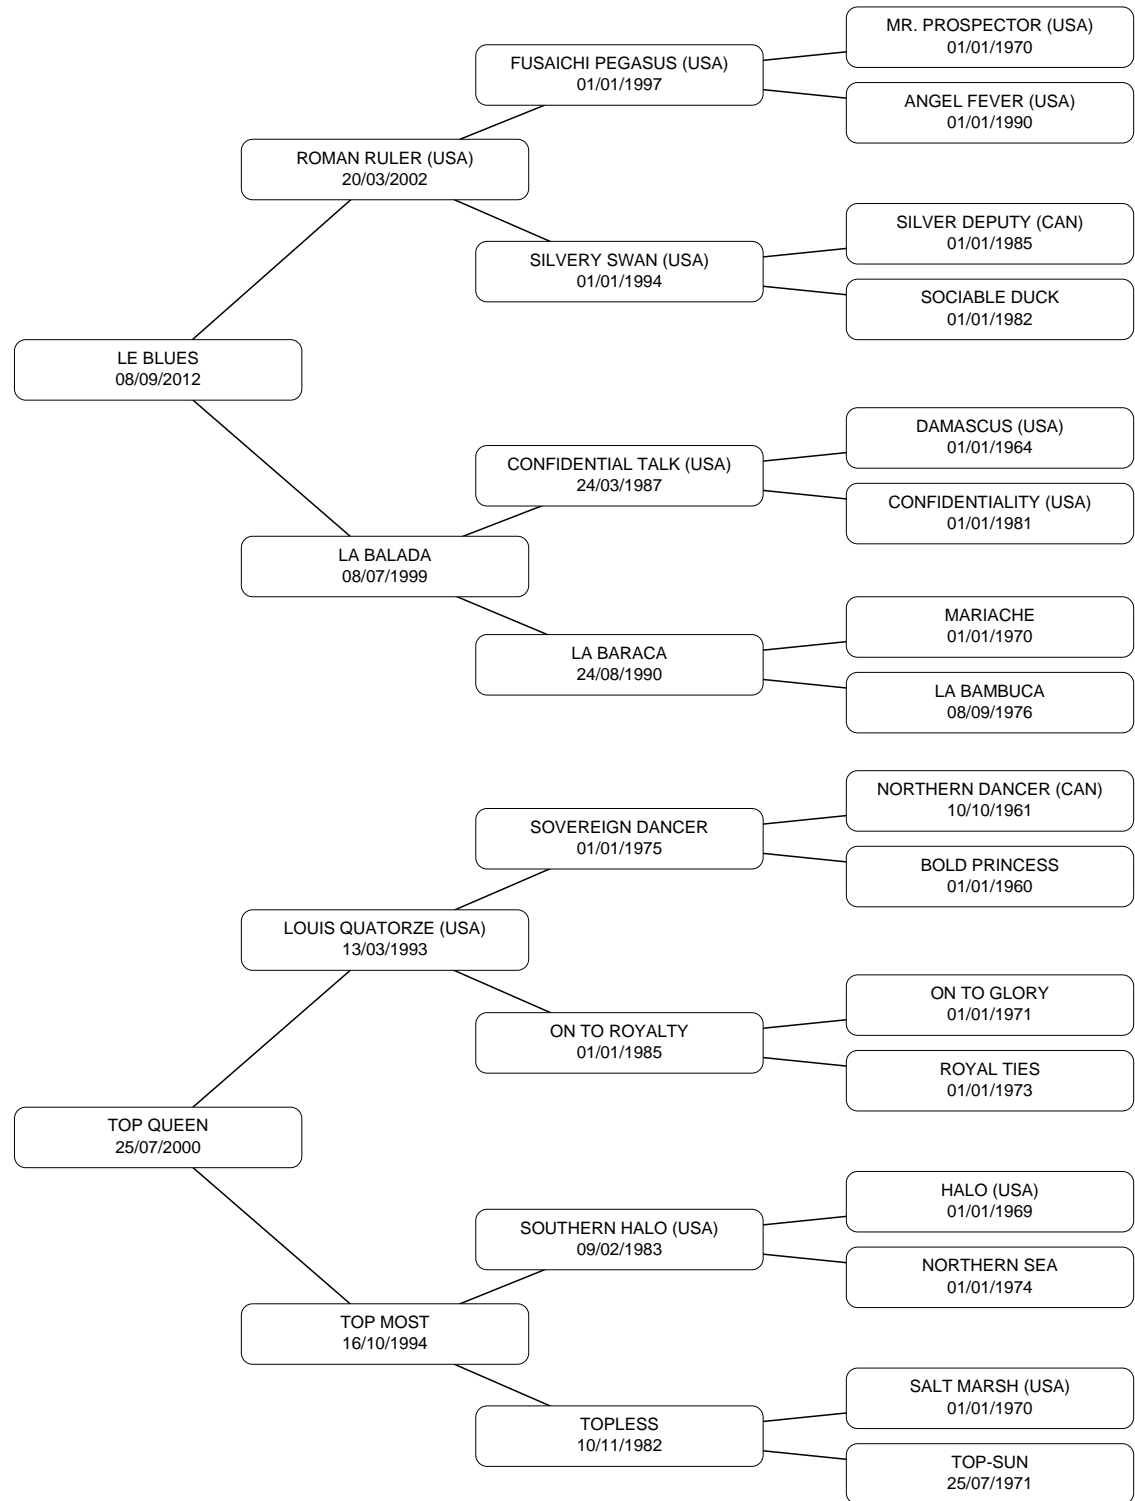 MR. PROSPECTOR (USA)
01/01/1970
FUSAICHI PEGASUS (USA)
01/01/1997
ANGEL FEVER (USA)
01/01/1990
ROMAN RULER (USA)
20/03/2002
SILVER DEPUTY (CAN)
01/01/1985
SILVERY SWAN (USA)
01/01/1994
SOCIABLE DUCK
01/01/1982
LE BLUES
08/09/2012
DAMASCUS (USA)
01/01/1964
CONFIDENTIAL TALK (USA)
24/03/1987
CONFIDENTIALITY (USA)
01/01/1981
LA BALADA
08/07/1999
MARIACHE
01/01/1970
LA BARACA
24/08/1990
LA BAMBUCA
08/09/1976
NORTHERN DANCER (CAN)
10/10/1961
SOVEREIGN DANCER
01/01/1975
BOLD PRINCESS
01/01/1960
LOUIS QUATORZE (USA)
13/03/1993
ON TO GLORY
01/01/1971
ON TO ROYALTY
01/01/1985
ROYAL TIES
01/01/1973
TOP QUEEN
25/07/2000
HALO (USA)
01/01/1969
SOUTHERN HALO (USA)
09/02/1983
NORTHERN SEA
01/01/1974
TOP MOST
16/10/1994
SALT MARSH (USA)
01/01/1970
TOPLESS
10/11/1982
TOP-SUN
25/07/1971